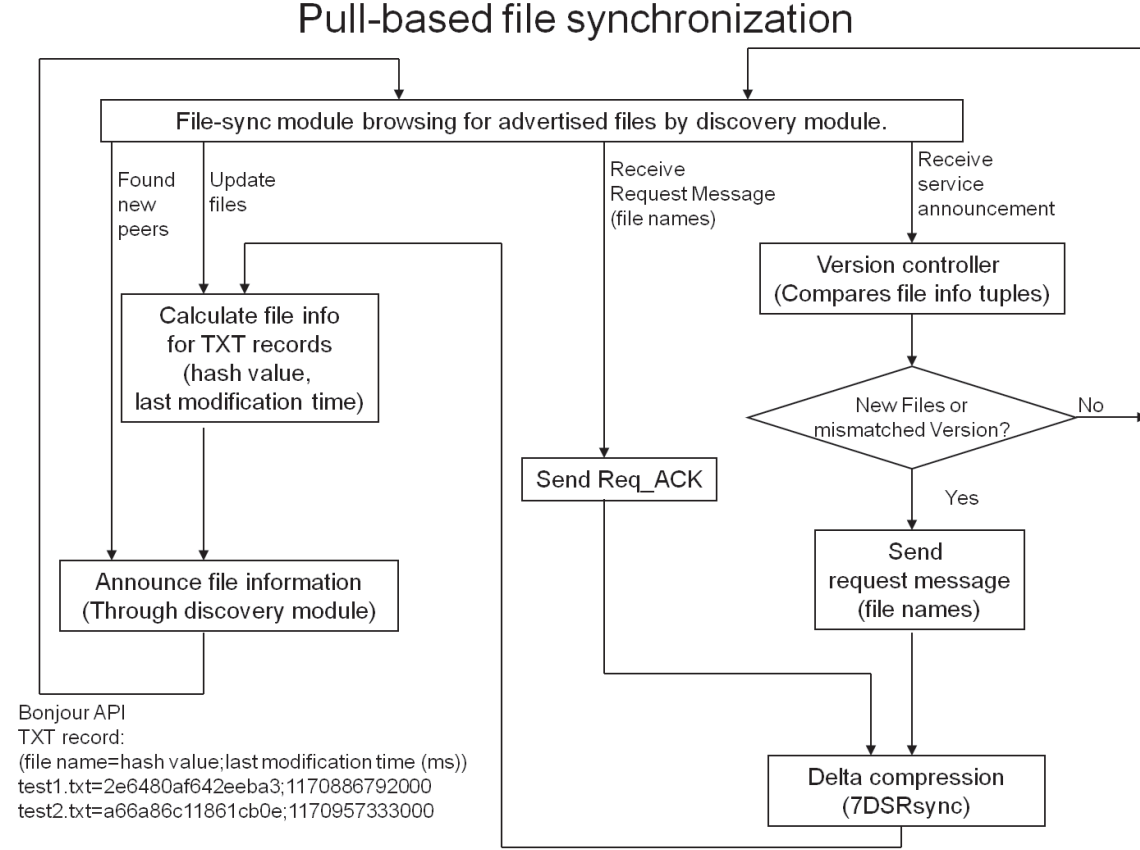 Pull-based file synchronization
File-sync module browsing for advertised files by discovery module.
Found
new
peers
Update
files
Receive
Request Message
(file names)
Receive
service
announcement
Version controller
(Compares file info tuples)
Calculate file info
for TXT records
(hash value,
last modification time)
New Files or
mismatched Version?
No
Send Req_ACK
Yes
Send
request message
(file names)
Announce file information
(Through discovery module)
Bonjour API
TXT record:
(file name=hash value;last modification time (ms))
test1.txt=2e6480af642eeba3;1170886792000
test2.txt=a66a86c11861cb0e;1170957333000
Delta compression
(7DSRsync)